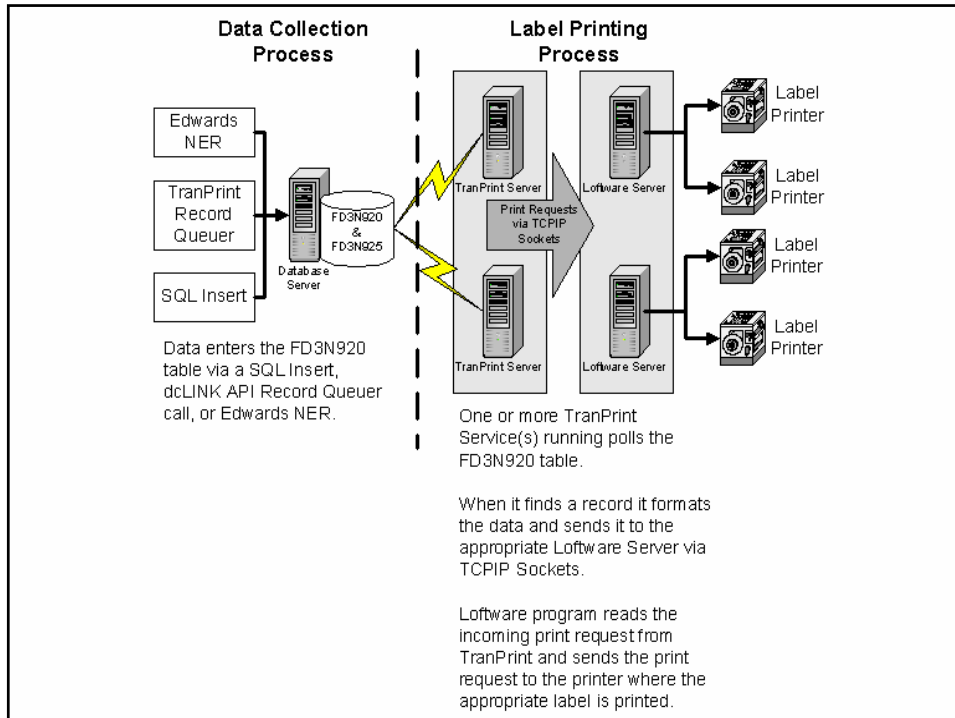 Data Collection
Process
Label Printing
Process
Edwards
NER
TranPrint
Record
Queuer
SQL Insert
Database
Server
FD3N920
&
FD3N925
TranPrint Server
Loftware Server
Print Requests
via TCPIP
Sockets
TranPrint Server
Loftware Server
Label
Printer
Label
Printer
Label
Printer
Label
Printer
Data enters the FD3N920
table via a SQL Insert,
dcLINK API Record Queuer
call, or Edwards NER.
One or more TranPrint
Service(s) running polls the
FD3N920 table.
When it finds a record it formats
the data and sends it to the
appropriate Loftware Server via
TCPIP Sockets.
Loftware program reads the
incoming print request from
TranPrint and sends the print
request to the printer where the
appropriate label is printed.